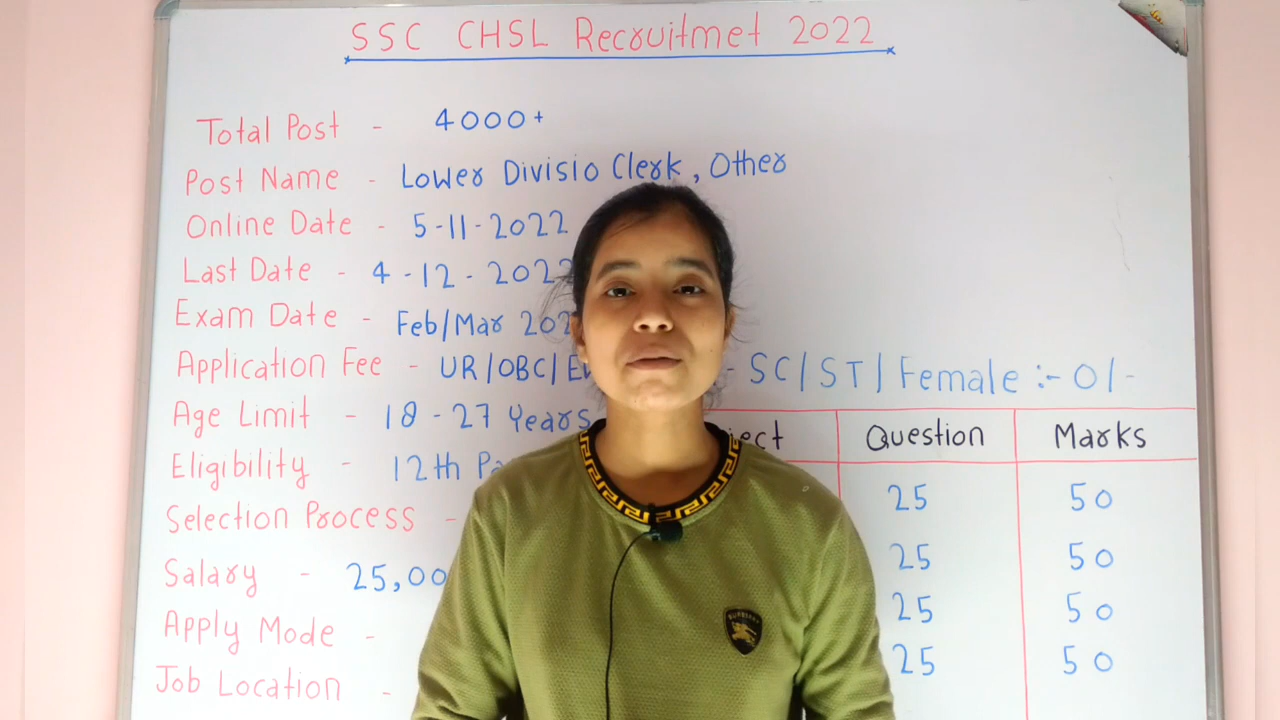 SSC CHSL Recruitmet 2022
Total Post - 4000+
Post Name - Lower Divisio Clerk, Other
Online Date - 5-11-2022
Last Date - 4-12-2022
Exam Date - Feb/Mar
Application Fee - UR/OBC/ - SC/ST/Female :- 0/-
Age Limit - 18-27 Years
Eligibility - 12th
Selection Process -
Salary - 25,00
Apply Mode -
Job Location -
Question Marks
25 50
25 50
25 50
25 50